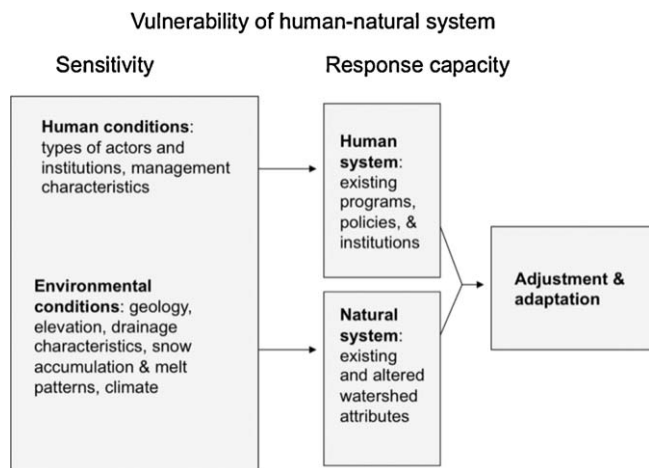 Vulnerability of human-natural system
Sensitivity
Response capacity
Human conditions:
types of actors and
institutions, management
characteristics
Environmental
conditions: geology,
elevation, drainage
characteristics, snow
accumulation & melt
patterns, climate
Human
system:
existing
programs,
policies, &
institutions
Natural
system:
existing
and altered
watershed
attributes
Adjustment &
adaptation